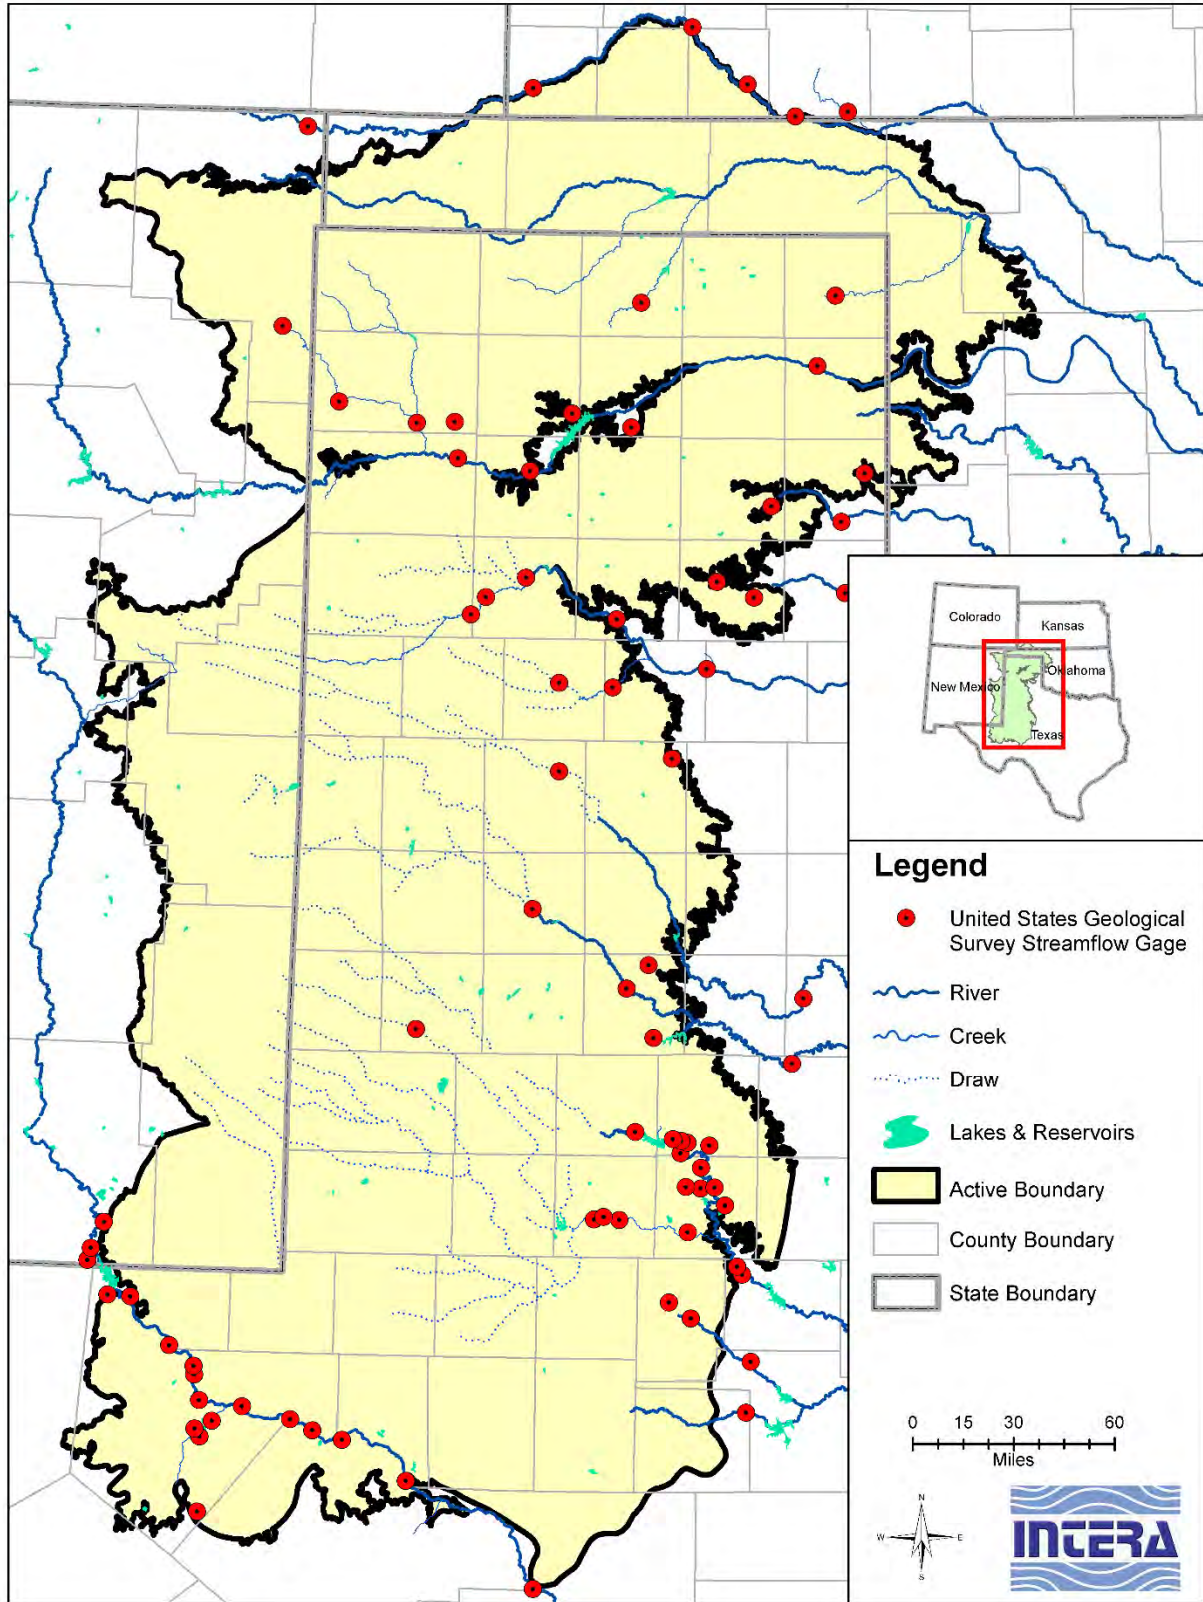 Colorado
Kansas
New Mexico
Oklahoma
Texas
Legend
United States Geological
Survey Streamflow Gage
River
Creek
Draw
Lakes & Reservoirs
Active Boundary
County Boundary
State Boundary
0 15 30 60
Miles
N
W E
S
INTERA